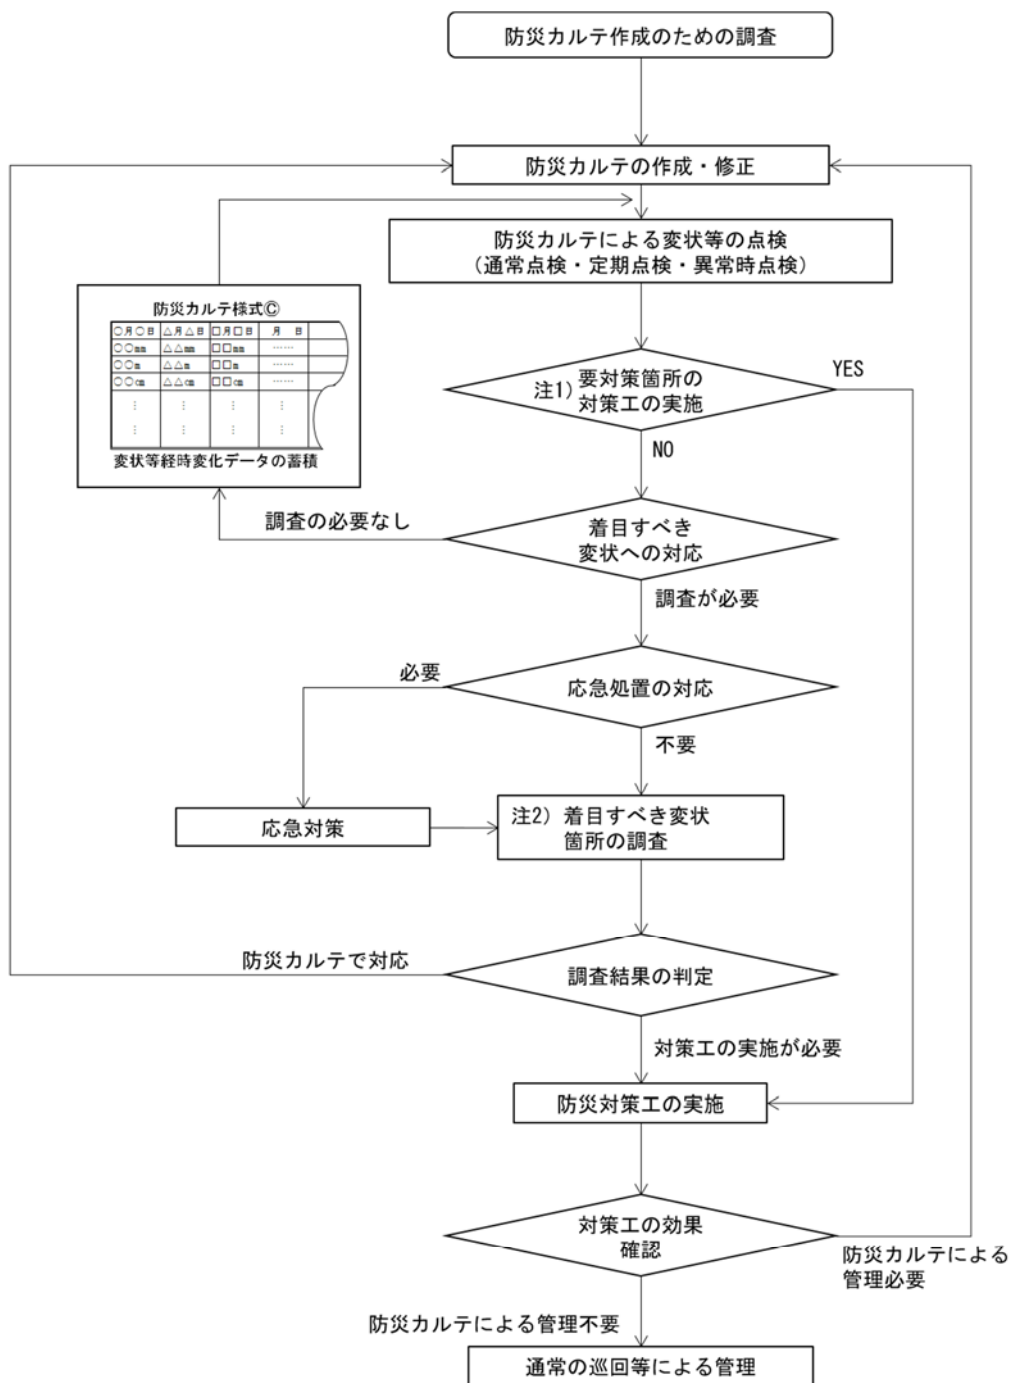 防災カルテ作成のための調査
防災カルテの作成・修正
防災カルテによる変状等の点検
（通常点検・定期点検・異常時点検）
防災カルテ様式Ⓒ
○月○日 △月△日 □月□日 月 日
○○mm △△mm □□mm ……
○○m △△m □□m ……
○○cm △△cm □□cm ……
⋮ ⋮ ⋮ ⋮
⋮ ⋮ ⋮ ⋮
変状等経時変化データの蓄積
注1）要対策箇所の
対策工の実施
YES
NO
着目すべき
変状への対応
調査の必要なし
調査が必要
応急処置の対応
必要
不要
応急対策
注2）着目すべき変状
箇所の調査
調査結果の判定
防災カルテで対応
対策工の実施が必要
防災対策工の実施
対策工の効果
確認
防災カルテによる
管理必要
防災カルテによる管理不要
通常の巡回等による管理